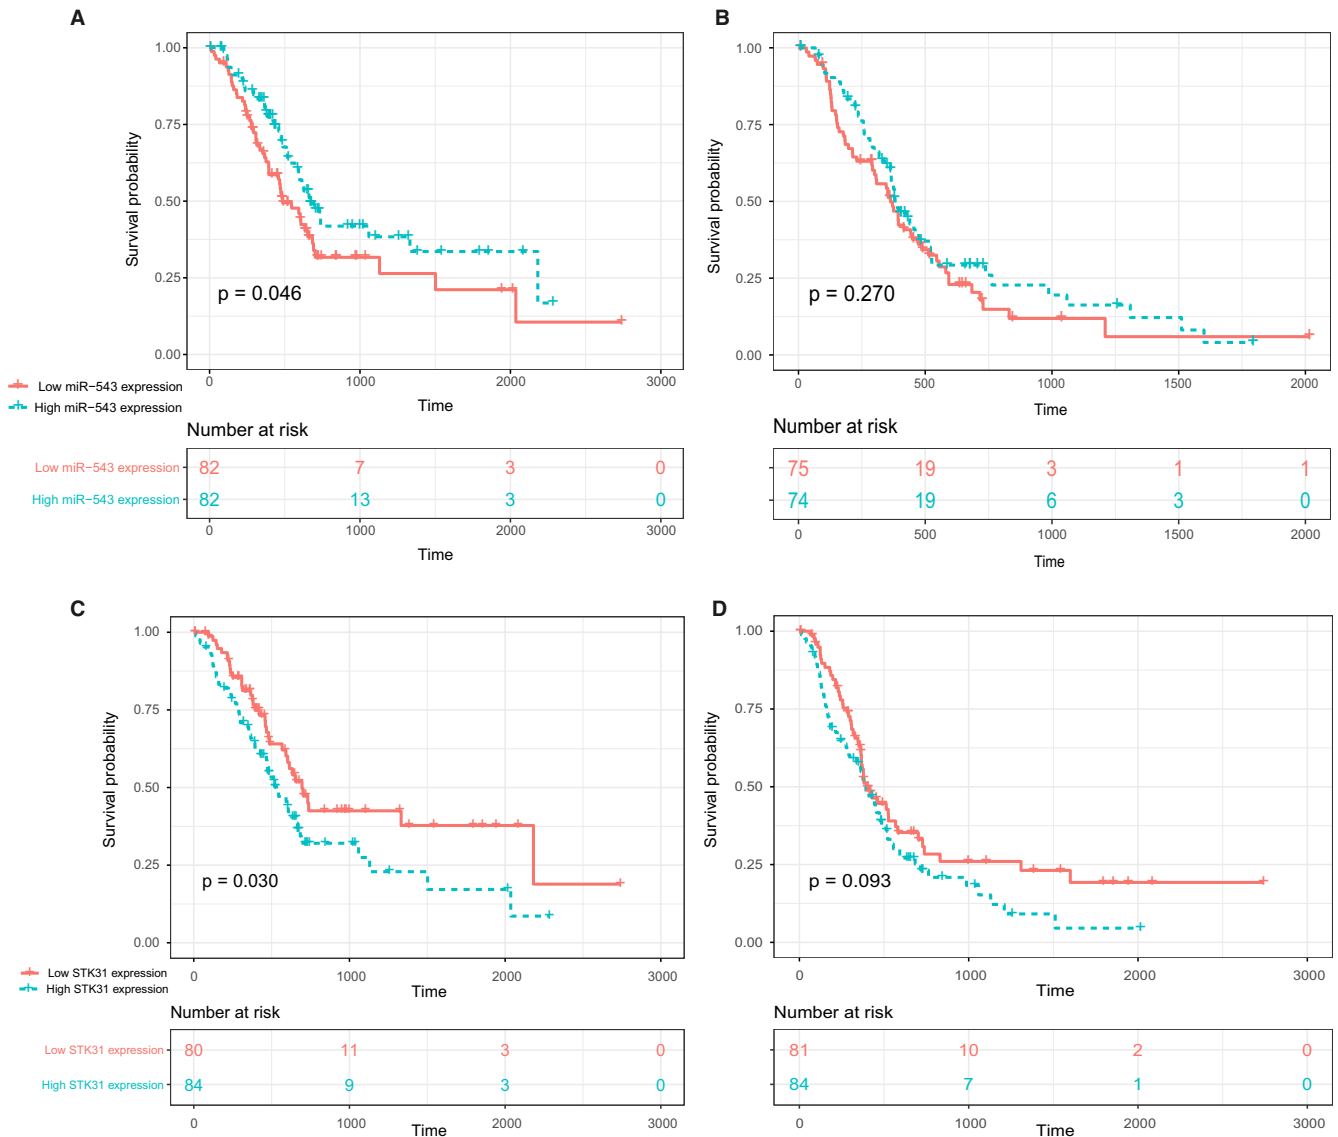 A
Survival probability
1.00
0.75
0.50
0.25
0.00
p = 0.046
0 1000 2000 3000
Time
Low miR−543 expression
High miR−543 expression
Number at risk
Low miR−543 expression 82 7 3 0
High miR−543 expression 82 13 3 0
0 1000 2000 3000
Time
B
Survival probability
1.00
0.75
0.50
0.25
0.00
p = 0.270
0 500 1000 1500 2000
Time
Number at risk
75 19 3 1 1
74 19 6 3 0
0 500 1000 1500 2000
Time
C
Survival probability
1.00
0.75
0.50
0.25
0.00
p = 0.030
0 1000 2000 3000
Time
Low STK31 expression
High STK31 expression
Number at risk
Low STK31 expression 80 11 3 0
High STK31 expression 84 9 3 0
0 1000 2000 3000
Time
D
Survival probability
1.00
0.75
0.50
0.25
0.00
p = 0.093
0 1000 2000 3000
Time
Number at risk
81 10 2 0
84 7 1 0
0 1000 2000 3000
Time